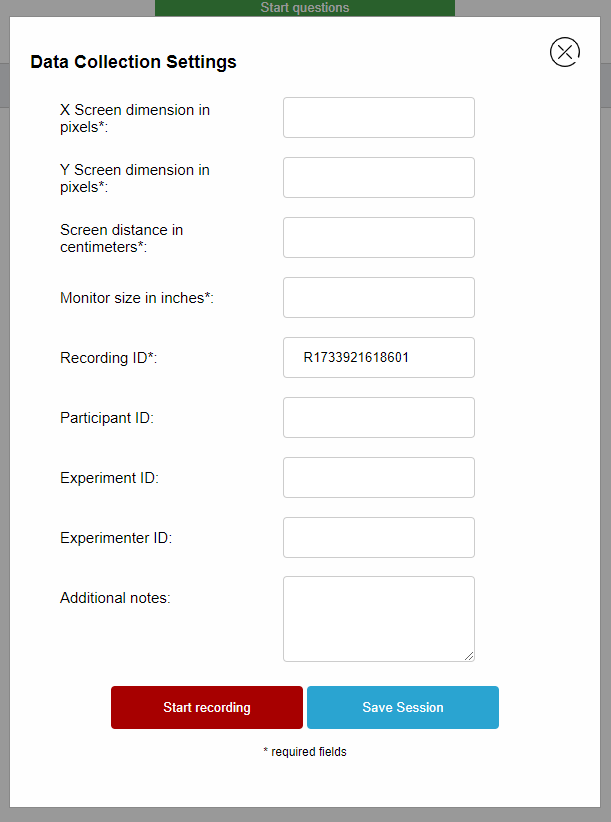 Start questions
Data Collection Settings
X Screen dimension in
pixels*:
Y Screen dimension in
pixels*:
Screen distance in
centimeters*:
Monitor size in inches*:
Recording ID*:
R1733921618601
Participant ID:
Experiment ID:
Experimenter ID:
Additional notes:
Start recording
Save Session
* required fields